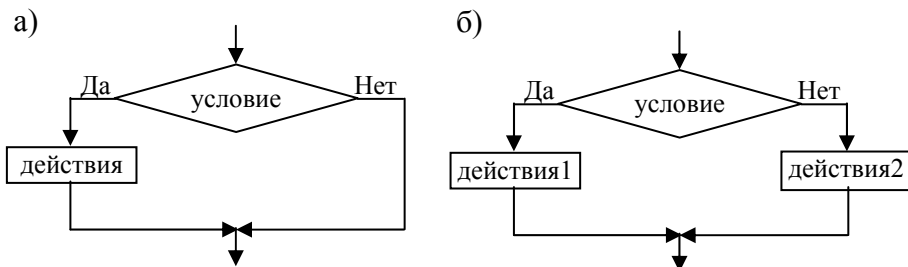 а)
Да
условие
Нет
действия
б)
Да
условие
Нет
действия1
действия2